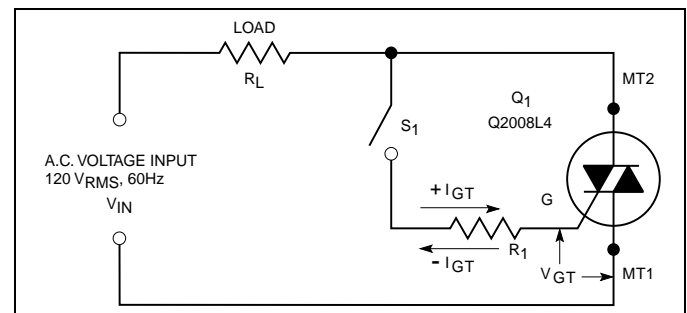 LOAD
RL
MT2
Q1
Q2008L4
S1
A.C. VOLTAGE INPUT
120 VRMS, 60Hz
VIN
+ IGT
G
R1
- IGT
VGT
MT1